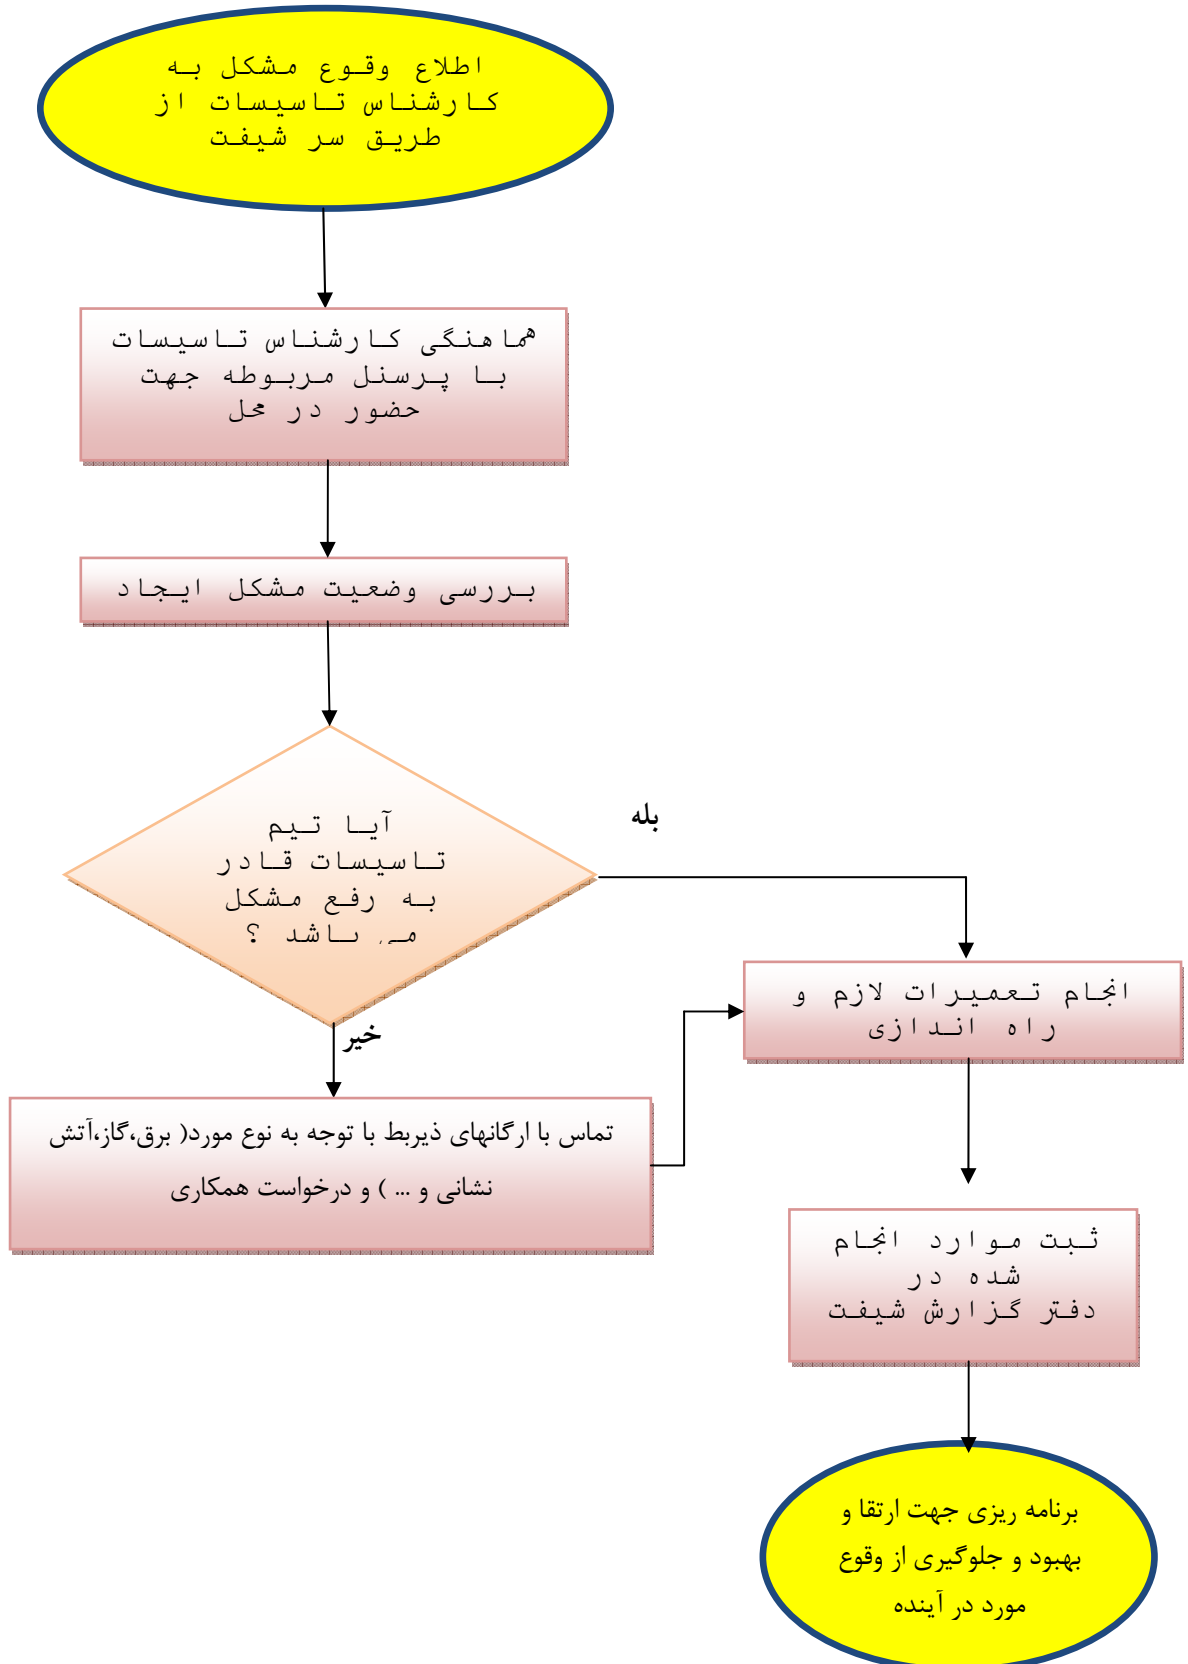 اطلاع وقوع مشکل به
کارشناس تاسیسات از
طریق سر شیفت
هماهنگی کارشناس تاسیسات
با پرسنل مربوطه جهت
حضور در محل
بررسی وضعیت مشکل ایجاد
آیا تیم
تاسیسات قادر
به رفع مشکل
می باشد ؟
بله
خیر
انجام تعمیرات لازم و
راه اندازی
تماس با ارگانهای ذیربط با توجه به نوع مورد( برق،گاز،آتش
نشانی و ... ) و درخواست همکاری
ثبت موارد انجام
شده در
دفتر گزارش شیفت
برنامه ریزی جهت ارتقا و
بهبود و جلوگیری از وقوع
مورد در آینده